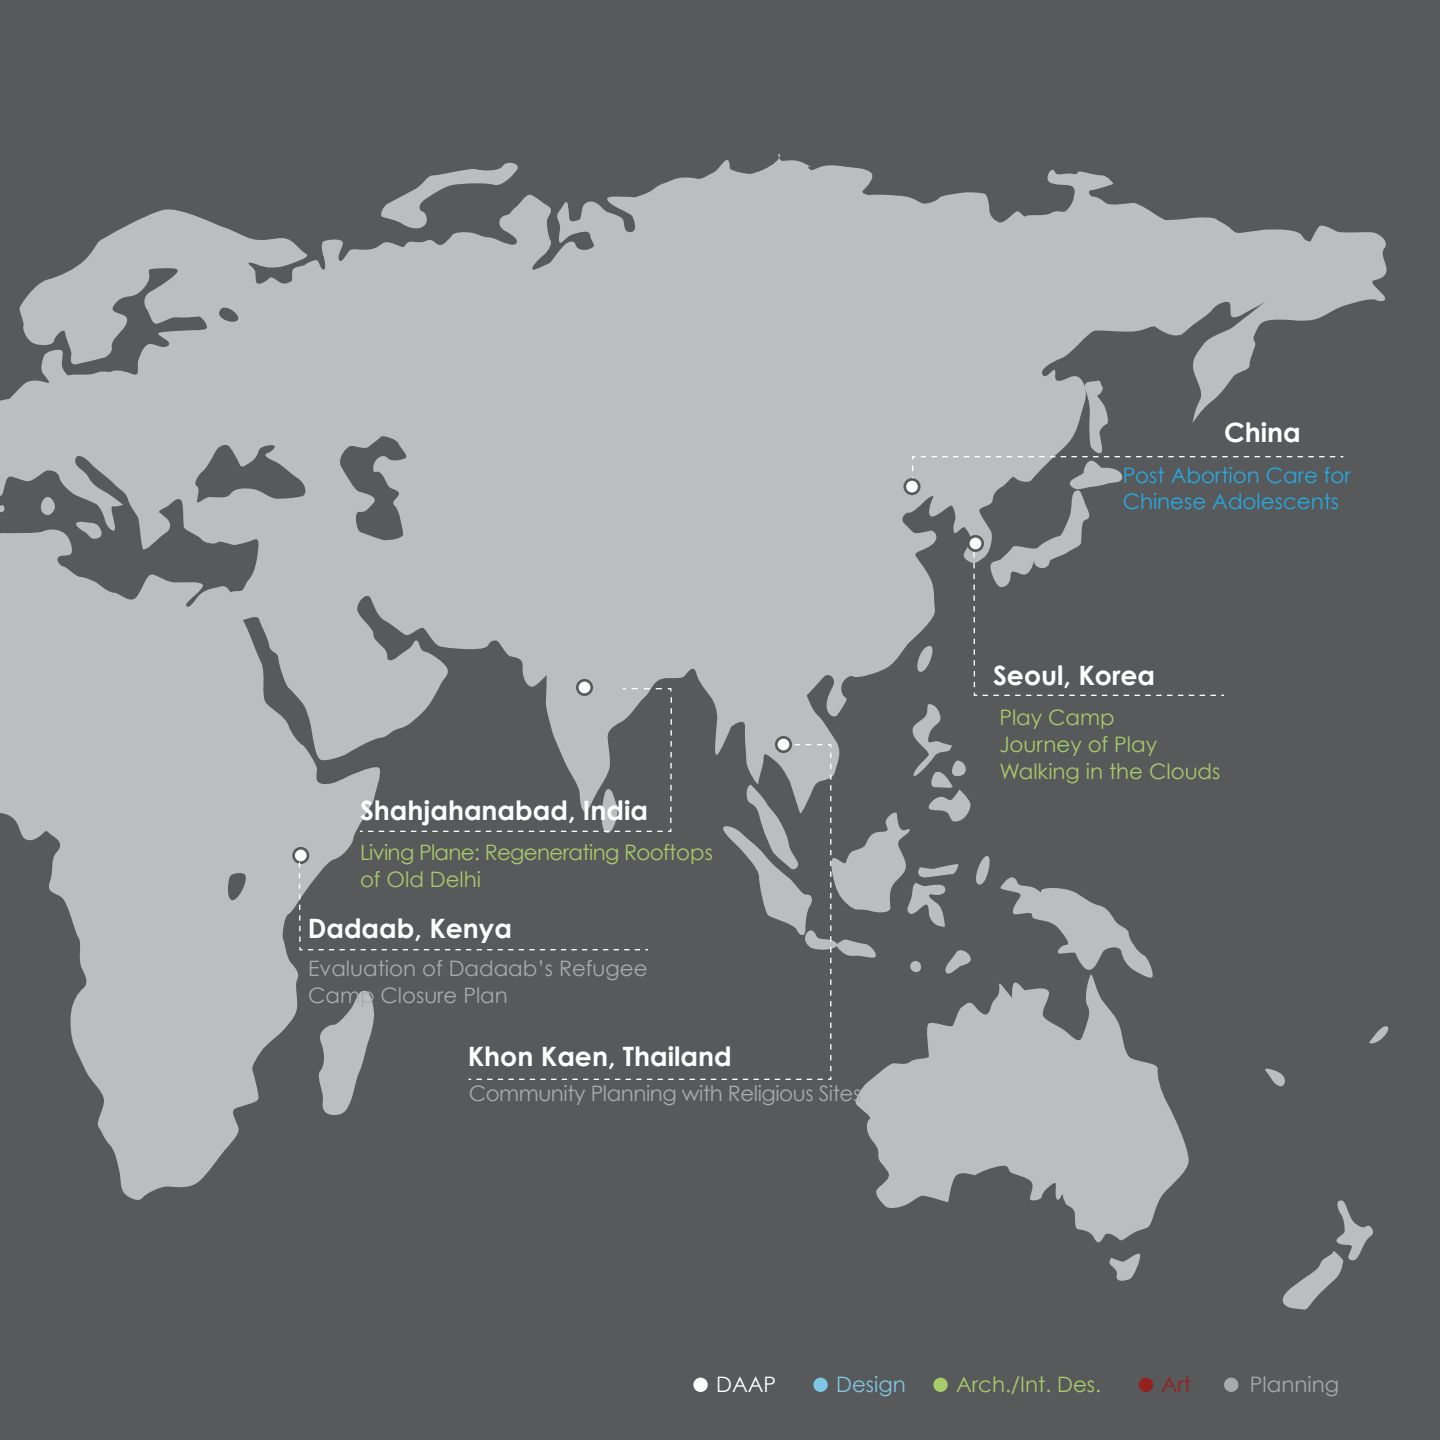 China
Post Abortion Care for
Chinese Adolescents
Seoul, Korea
Play Camp
Journey of Play
Walking in the Clouds
Shahjahanabad, India
Living Plane: Regenerating Rooftops
of Old Delhi
Dadaab, Kenya
Evaluation of Dadaab’s Refugee
Camp Closure Plan
Khon Kaen, Thailand
Community Planning with Religious Sites
DAAP Design Arch./Int. Des. Art Planning